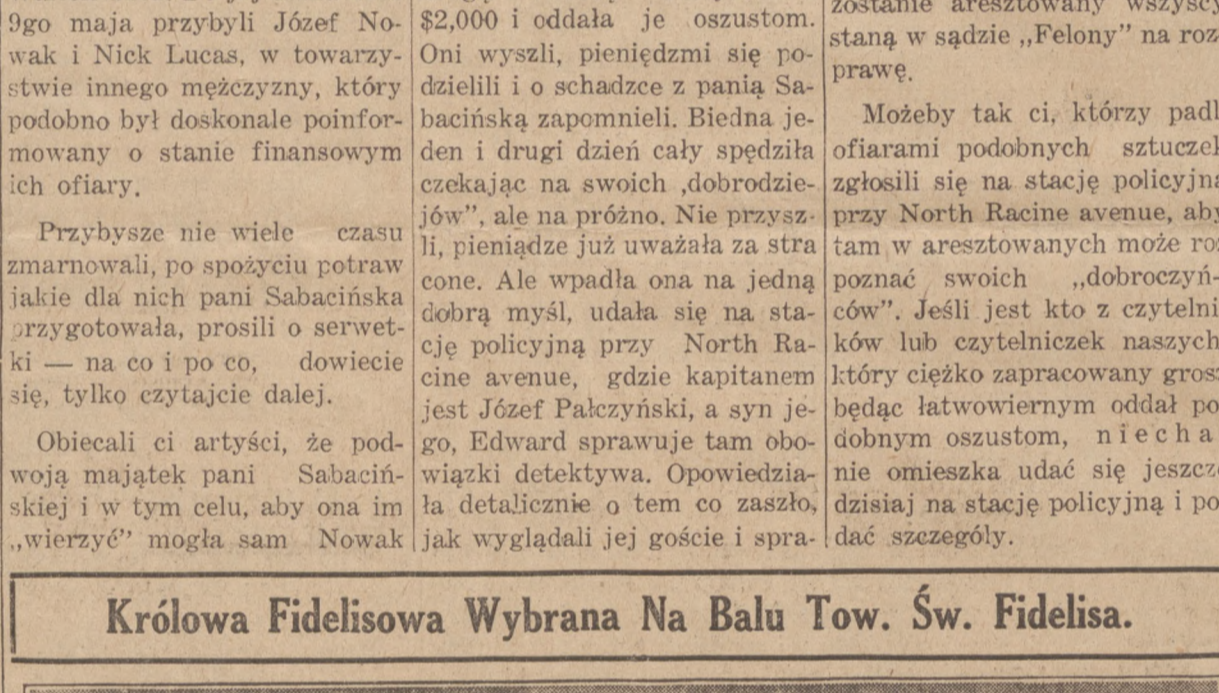 9go maja przybyli Józef No-
wak i Nick Lucas, w towarzy-
stwie innego mężczyzny, który
podobno był doskonale poinfor-
mowany o stanie finansowym
ich ofiary.
Przybysze nie wiele czasu
zmarnowali, po spożyciu potraw
jakie dla nich pani Sabacińska
przygotowała, prosili o serwet-
ki — na co i po co, dowiecie
się, tylko czytajcie dalej.
Obiecali ci artyści, że pod-
woją majątek pani Sabaciń-
skiej i w tym celu, aby ona im
„wierzyć” mogła sam Nowak
$2,000 i oddała je oszustom.
Oni wyszli, pieniędzmi się po-
dzielili i o schadzce z panią Sa-
bacińską zapomnieli. Biedna je-
den i drugi dzień cały spędziła
czekając na swoich ‚dobrodzie-
jów”, ale na próżno. Nie przysz-
li, pieniądze już uważała za stra
cone. Ale wpadła ona na jedną
dobrą myśl, udała się na sta-
cję policyjną przy North Ra-
cine avenue, gdzie kapitanem
jest Józef Pałczyński, a syn je-
go, Edward sprawuje tam obo-
wiązki detektywa. Opowiedzia-
ła detalicznie o tem co zaszło,
jak wyglądali jej goście i spra-
zostanie aresztowany wszyscy
staną w sądzie „Felony” na roz-
prawę.
Możeby tak ci, którzy padl
ofiarami podobnych sztuczek
zgłosili się na stację policyjną
przy North Racine avenue, aby
tam w aresztowanych może ro
poznać swoich „dobroczyń-
ców”. Jeśli jest kto z czytelni
ków lub czytelniczek naszych
który ciężko zapracowany grosz
będąc łatwowiernym oddał po
dobnym oszustom, niecha
nie omieszka udać się jeszcze
dzisiaj na stację policyjną i po
dać szczegóły.
Królowa Fidelisowa Wybrana Na Balu Tow. Św. Fidelisa.